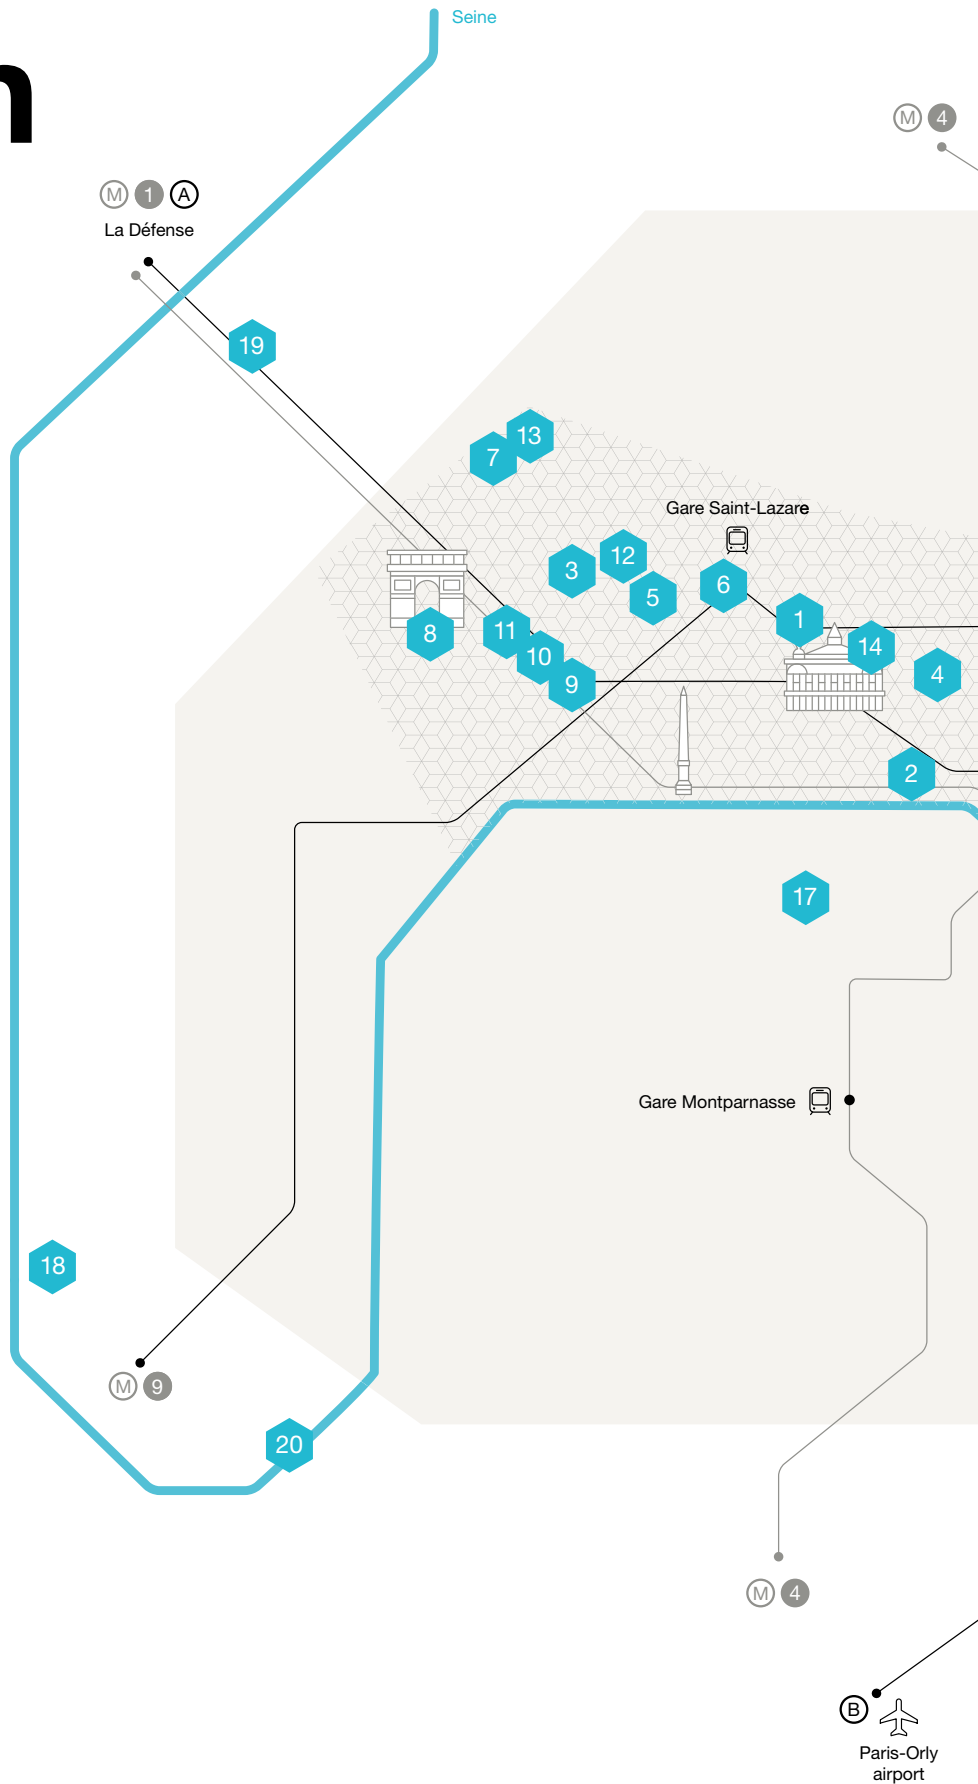 Seine
n
M 4
M 1 A
La Défense
19
13
7
Gare Saint-Lazare
12
3
6
5
1
11
8
14
10
4
9
2
17
Gare Montparnasse
18
M 9
20
M 4
B
Paris-Orly
airport